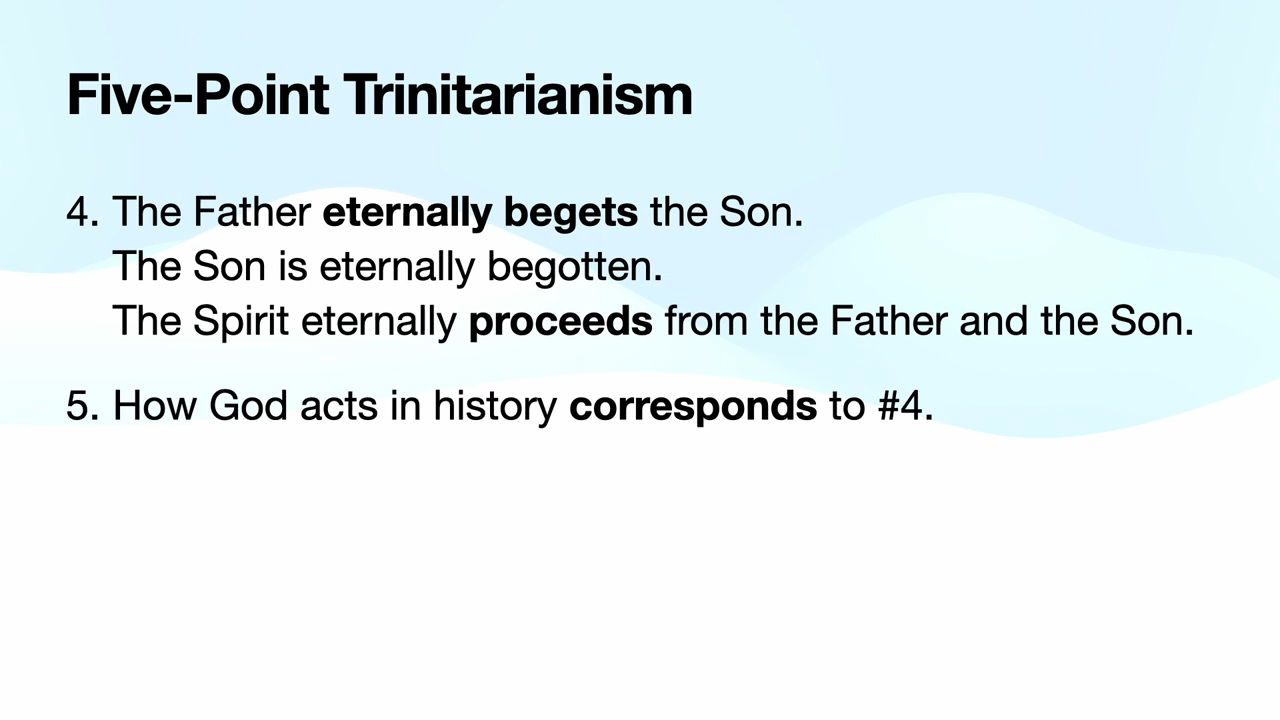 Five-Point Trinitarianism
4. The Father eternally begets the Son.
The Son is eternally begotten.
The Spirit eternally proceeds from the Father and the Son.
5. How God acts in history corresponds to #4.